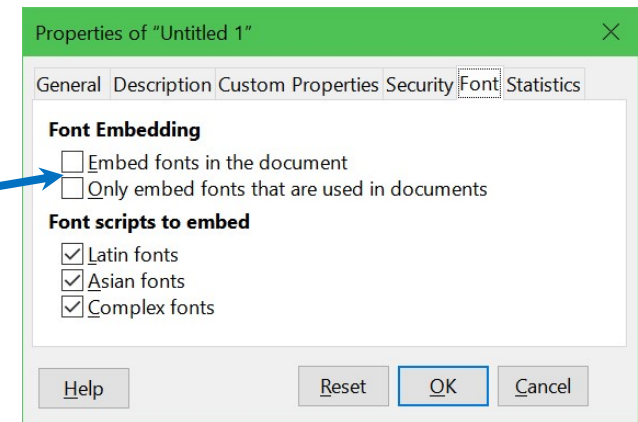 Properties of “Untitled 1”
General Description Custom Properties Security Font Statistics
Font Embedding
Embed fonts in the document
Only embed fonts that are used in documents
Font scripts to embed
Latin fonts
Asian fonts
Complex fonts
Help Reset OK Cancel